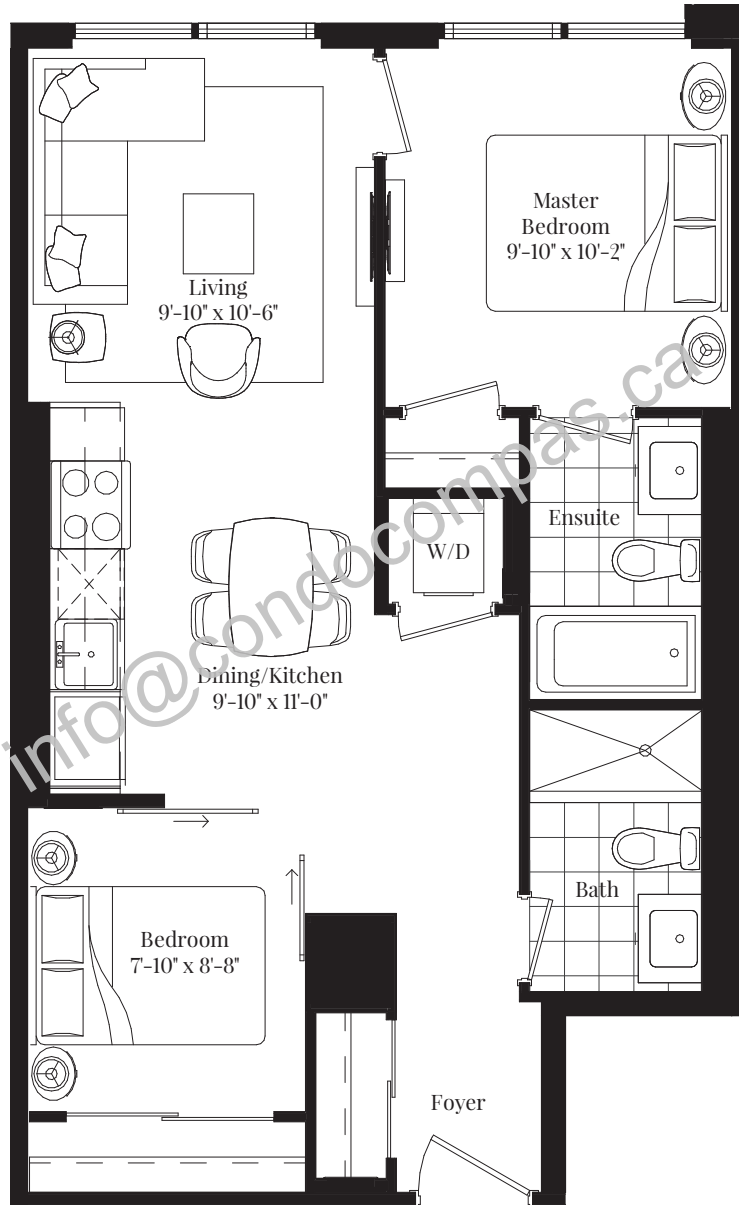 Master
Bedroom
9'-10" x 10'-2"
Living
9'-10" x 10'-6"
Ensuite
W/D
info@condocompas.ca
Dining/Kitchen
9'-10" x 11'-0"
Bath
Bedroom
7'-10" x 8'-8"
Foyer